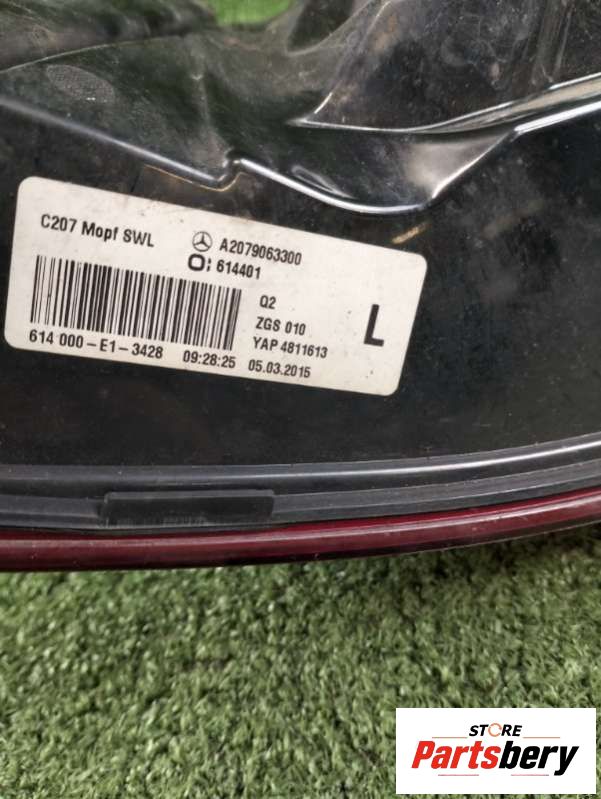 C207 Mopf SWL
A2079063300
O; 614401
Q2
ZGS 010
YAP 4811613
L
614 000-E1-3428 09:28:25 05.03.2015
STORE
Partsbery